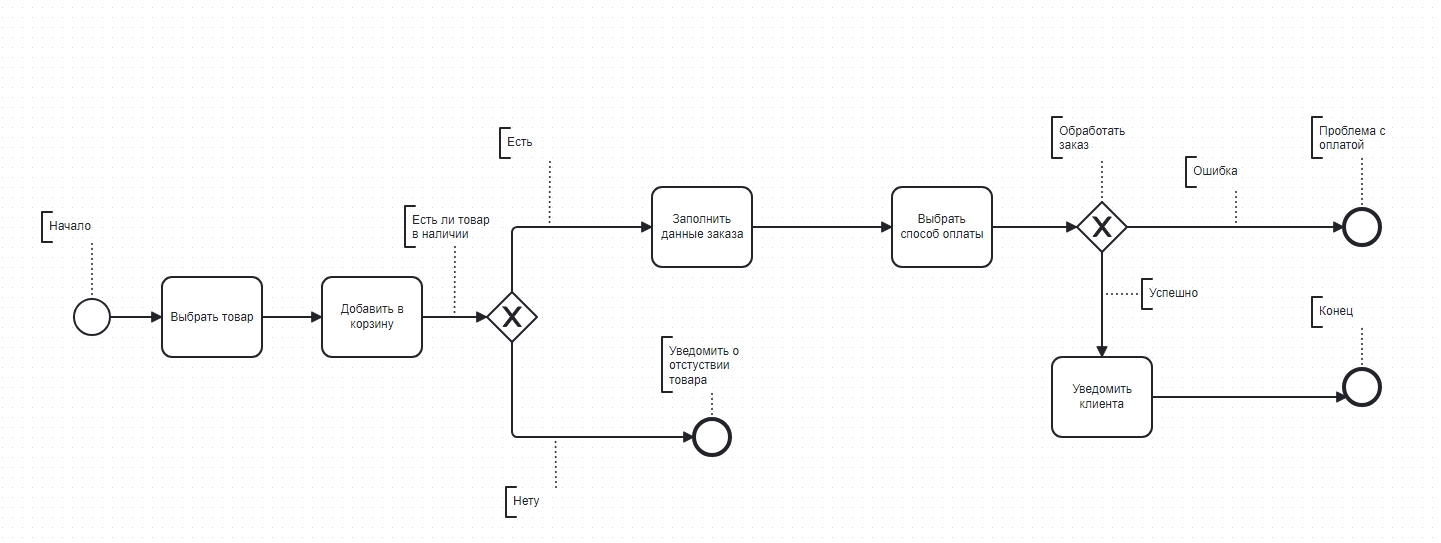 Начало
Выбрать товар
Добавить в
корзину
Есть ли товар
в наличии
Есть
Нету
Уведомить о
отстуствии
товара
Заполнить
данные заказа
Выбрать
способ оплаты
Обработать
заказ
Ошибка
Проблема с
оплатой
Успешно
Уведомить
клиента
Конец